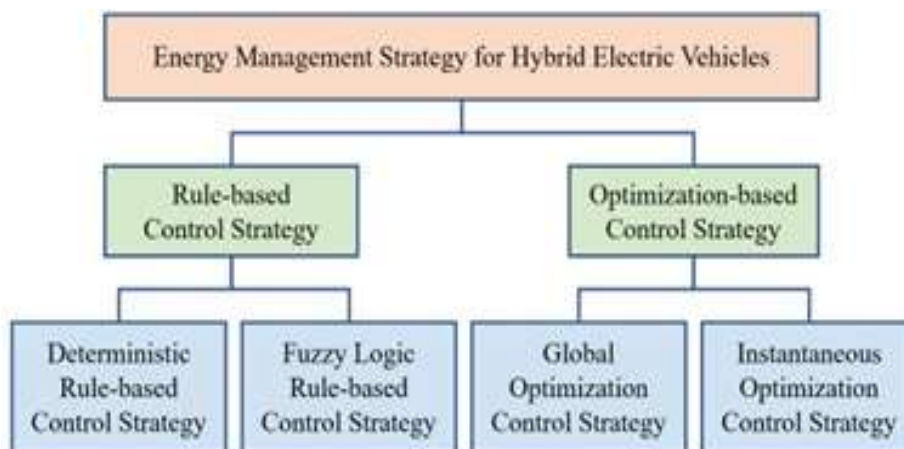 Energy Management Strategy for Hybrid Electric Vehicles
Rule-based
Control Strategy
Optimization-based
Control Strategy
Deterministic
Rule-based
Control Strategy
Fuzzy Logic
Rule-based
Control Strategy
Global
Optimization
Control Strategy
Instantaneous
Optimization
Control Strategy